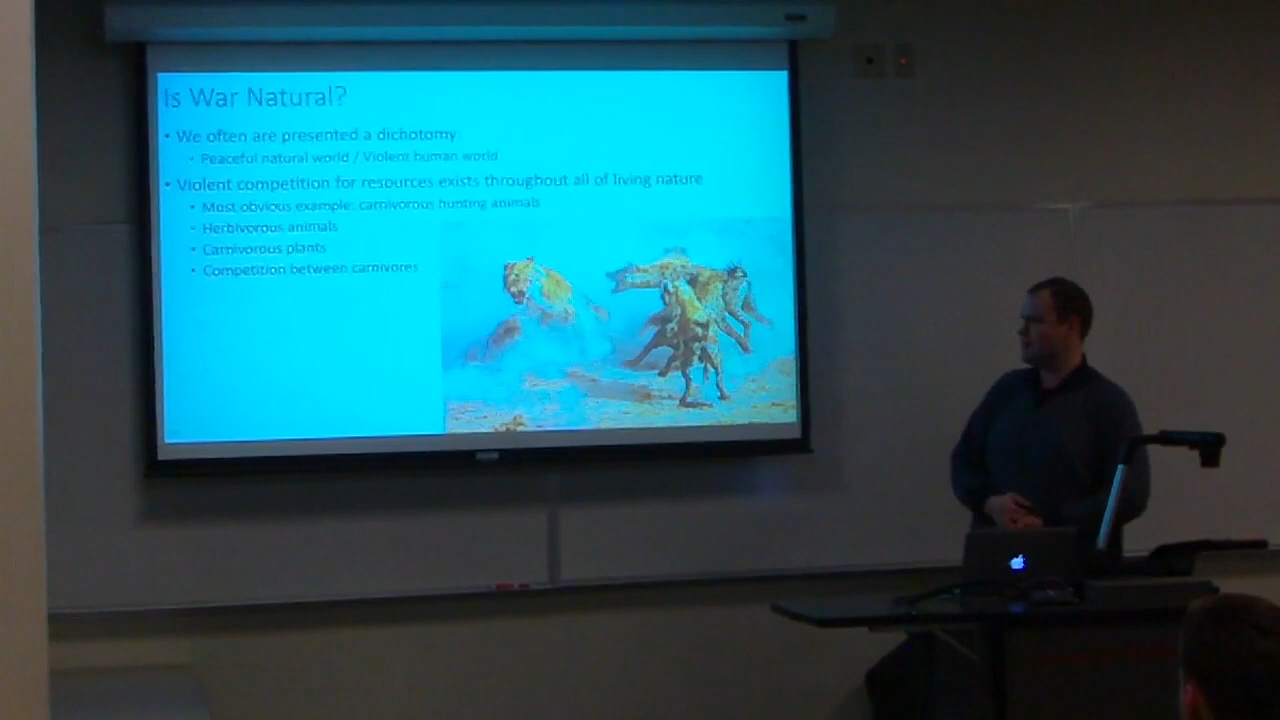 Is War Natural?
• We often are presented a dichotomy
• Peaceful natural world / Violent human world
• Violent competition for resources exists throughout all of living nature
• Most obvious example: carnivorous hunting animals
• Herbivorous animals
• Carnivorous plants
• Competition between carnivores